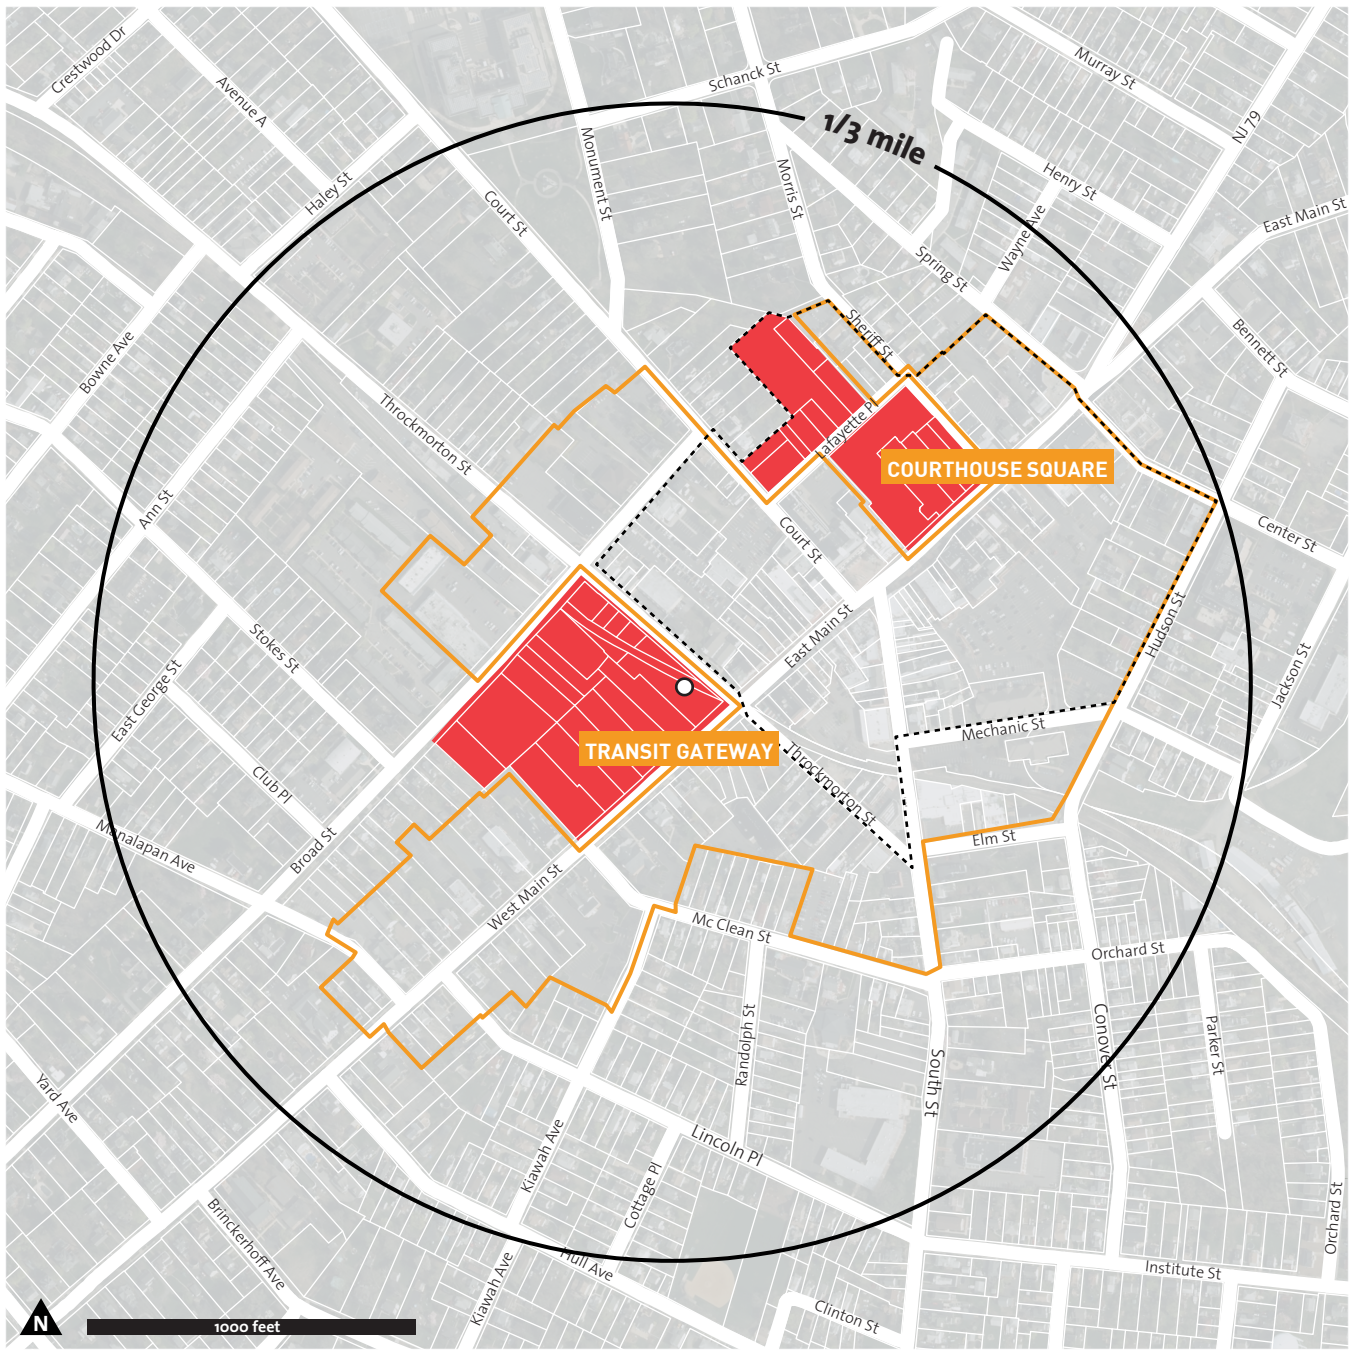 Crestwood Dr
Avenue A
Schanck St
Murray St
NJ 79
1/3 mile
Haley St
Court St
Monument St
Morris St
Henry St
Wayne Ave
East Main St
Spring St
Sheriff St
Bennett St
Bowne Ave
Throckmorton St
Lafayette Pl
COURTHOUSE SQUARE
Ann St
Court St
Center St
Stokes St
East George St
East Main St
Hudson St
Jackson St
Mechanic St
TRANSIT GATEWAY
Throckmorton St
Club Pl
Manalapan Ave
Broad St
Elm St
West Main St
Mc Clean St
Orchard St
Randolph St
South St
Conover St
Parker St
Yard Ave
Kiawah Ave
Cottage Pl
Lincoln Pl
Brinckerhoff Ave
Kiawah Ave
Hull Ave
Orchard St
Institute St
Clinton St
N
1000 feet